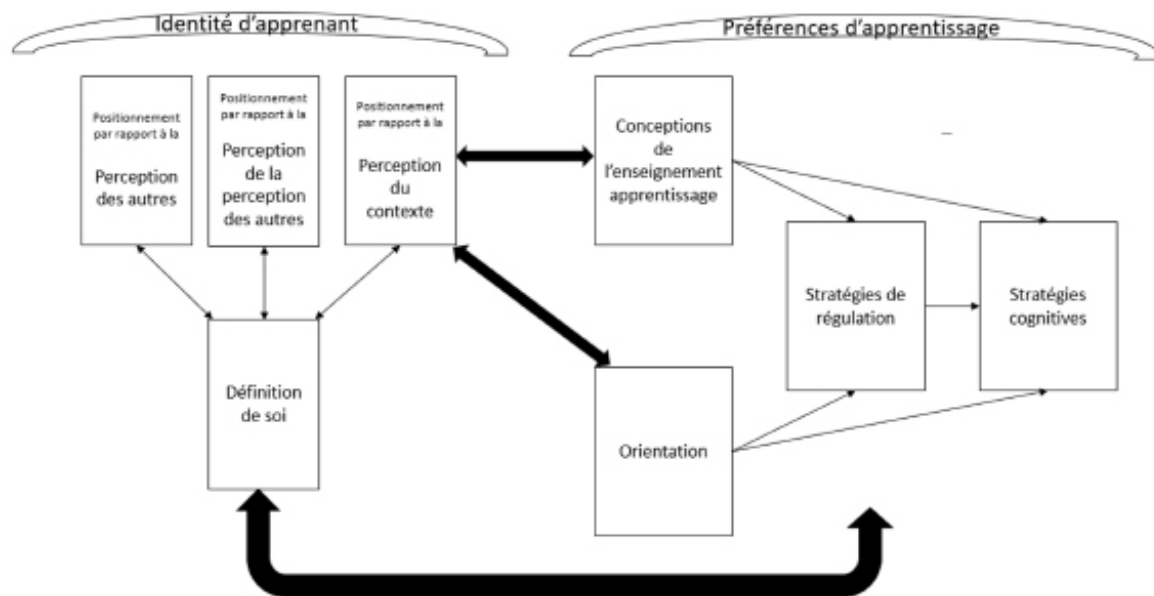 Identité d'apprenant
Préférences d'apprentissage
Positionnement
par rapport à la
Perception
des autres
Positionnement
par rapport à la
Perception
de la
perception
des autres
Positionnement
par rapport à la
Perception
du
contexte
Conceptions
de
l'enseignement
apprentissage
Stratégies de
régulation
Stratégies
cognitives
Définition
de soi
Orientation